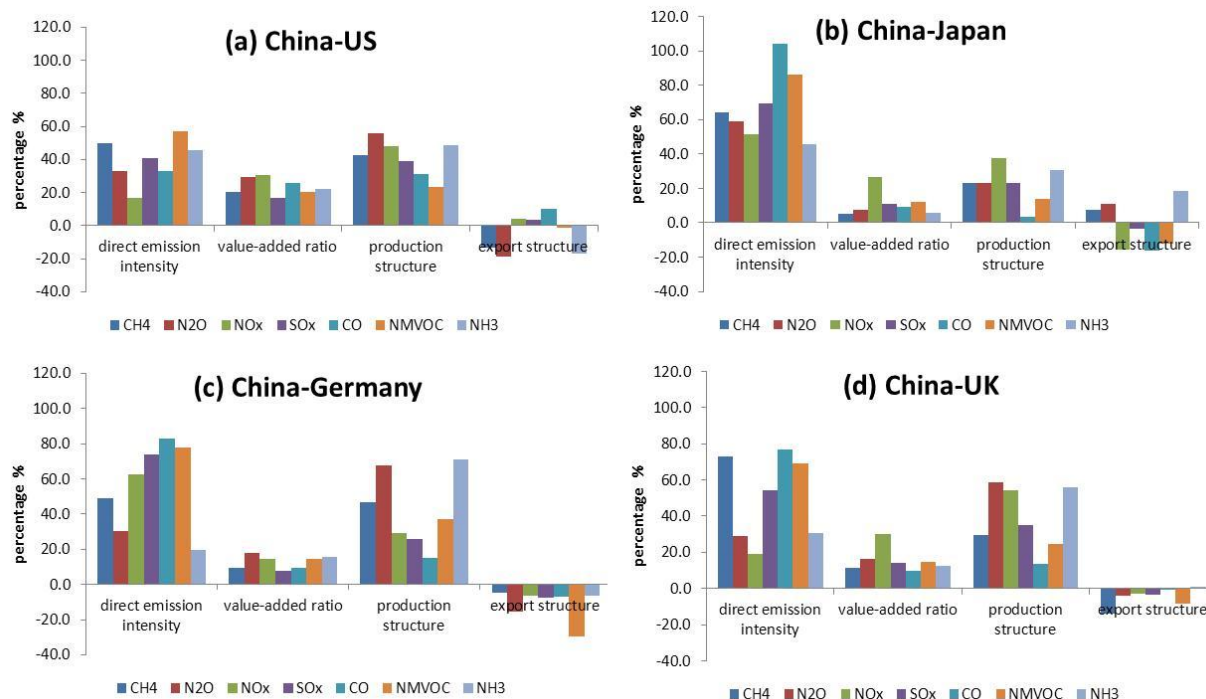 (a) China-US
percentage %
120.0
100.0
80.0
60.0
40.0
20.0
0.0
-20.0
-40.0
direct emission intensity
value-added ratio
production structure
export structure
CH4 N2O NOx SOx CO NMVOC NH3
(b) China-Japan
percentage %
120.0
100.0
80.0
60.0
40.0
20.0
0.0
-20.0
-40.0
direct emission intensity
value-added ratio
production structure
export structure
CH4 N2O NOx SOx CO NMVOC NH3
(c) China-Germany
percentage %
120.0
100.0
80.0
60.0
40.0
20.0
0.0
-20.0
-40.0
direct emission intensity
value-added ratio
production structure
export structure
CH4 N2O NOx SOx CO NMVOC NH3
(d) China-UK
percentage %
120.0
100.0
80.0
60.0
40.0
20.0
0.0
-20.0
-40.0
direct emission intensity
value-added ratio
production structure
export structure
CH4 N2O NOx SOx CO NMVOC NH3